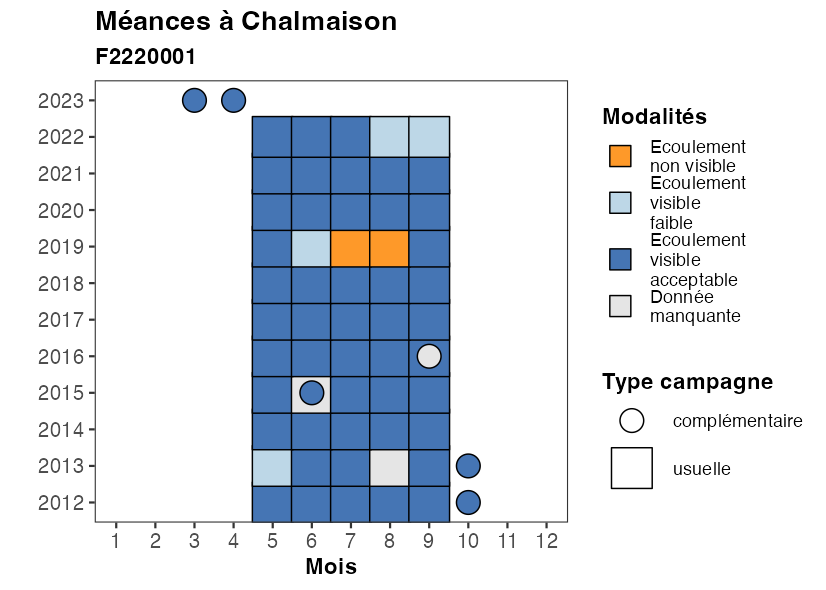 Méances à Chalmaison
F2220001
2023
2022
2021
2020
2019
2018
2017
2016
2015
2014
2013
2012
1 2 3 4 5 6 7 8 9 10 11 12
Mois
Modalités
Ecoulement
non visible
Ecoulement
visible
faible
Ecoulement
visible
acceptable
Donnée
manquante
Type campagne
complémentaire
usuelle